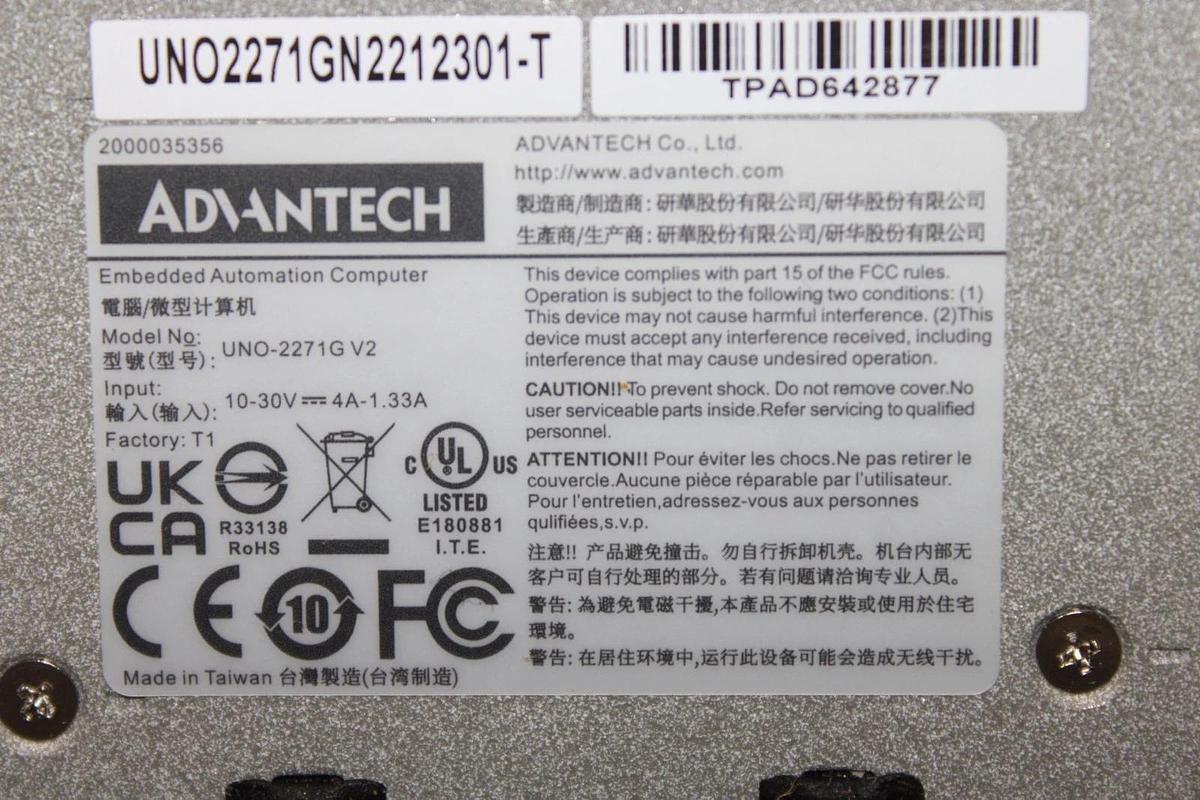 UNO2271GN2212301-T
TPAD642877
2000035356
ADVANTECH
ADVANTECH Co., Ltd.
http://www.advantech.com
製造商/制造商: 研華股份有限公司/研华股份有限公司
生產商/生产商: 研華股份有限公司/研华股份有限公司
Embedded Automation Computer
電腦/微型计算机
Model No:
型號(型号): UNO-2271G V2
Input:
輸入(输入): 10-30V ⎓ 4A-1.33A
Factory: T1
UK
CA
R33138
RoHS
C UL US
LISTED
E180881
I.T.E.
CE
10
FC
Made in Taiwan 台灣製造(台湾制造)
This device complies with part 15 of the FCC rules.
Operation is subject to the following two conditions: (1)
This device may not cause harmful interference. (2)This
device must accept any interference received, including
interference that may cause undesired operation.
CAUTION!! To prevent shock. Do not remove cover.No
user serviceable parts inside.Refer servicing to qualified
personnel.
ATTENTION!! Pour éviter les chocs.Ne pas retirer le
couvercle.Aucune pièce réparable par l'utilisateur.
Pour l'entretien,adressez-vous aux personnes
qulifiées,s.v.p.
注意!! 产品避免撞击。勿自行拆卸机壳。机台内部无
客户可自行处理的部分。若有问题请洽询专业人员。
警告: 為避免電磁干擾,本產品不應安裝或使用於住宅
環境。
警告: 在居住环境中,运行此设备可能会造成无线干扰。